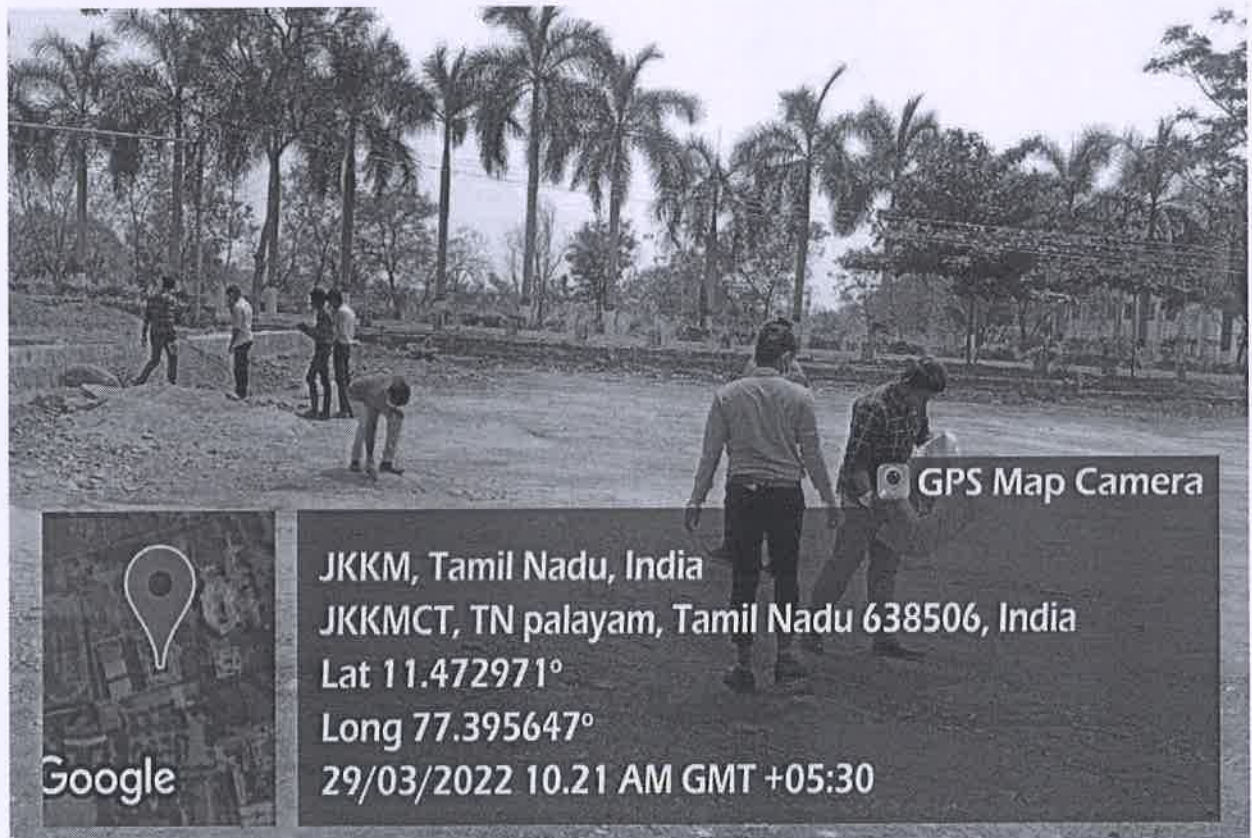 GPS Map Camera
JKKM, Tamil Nadu, India
JKKMCT, TN palayam, Tamil Nadu 638506, India
Lat 11.472971°
Long 77.395647°
29/03/2022 10.21 AM GMT +05:30
Google